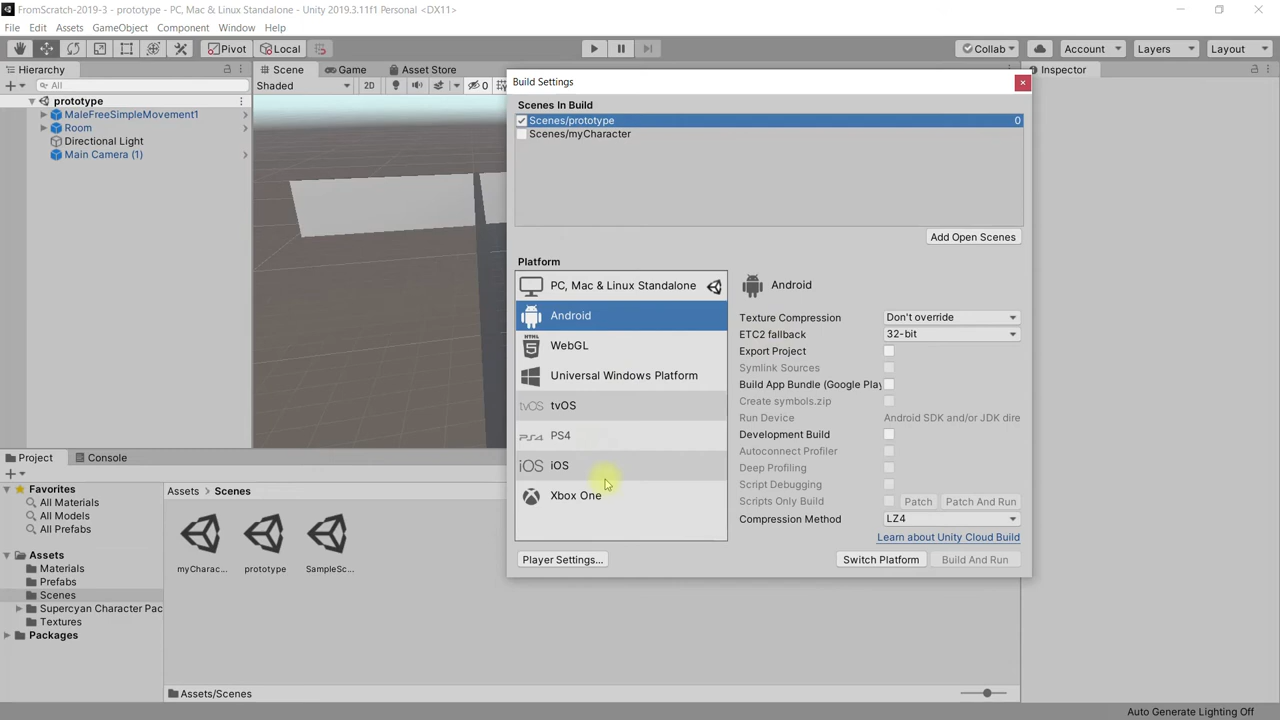 FromScratch-2019-3 - prototype - PC, Mac & Linux Standalone - Unity 2019.3.11f1 Personal <DX11>
File Edit Assets GameObject Component Window Help
Pivot Local Collab Account Layers Layout
Hierarchy
All
prototype
MaleFreeSimpleMovement1
Room
Directional Light
Main Camera (1)
Scene Game Asset Store
Shaded 2D 0
Inspector
Build Settings
Scenes In Build
Scenes/prototype 0
Scenes/myCharacter
Add Open Scenes
Platform
PC, Mac & Linux Standalone
Android
HTML
WebGL
Universal Windows Platform
tvOS tvOS
PS4
iOS iOS
Xbox One
Player Settings...
Android
Texture Compression Don't override
ETC2 fallback 32-bit
Export Project
Symlink Sources
Build App Bundle (Google Play
Create symbols.zip
Run Device Android SDK and/or JDK dire
Development Build
Autoconnect Profiler
Deep Profiling
Script Debugging
Scripts Only Build Patch Patch And Run
Compression Method LZ4
Learn about Unity Cloud Build
Switch Platform Build And Run
Project Console
Favorites
All Materials
All Models
All Prefabs
Assets
Materials
Prefabs
Scenes
Supercyan Character Pac
Textures
Packages
Assets > Scenes
myCharac... prototype SampleSc...
Assets/Scenes
Auto Generate Lighting Off